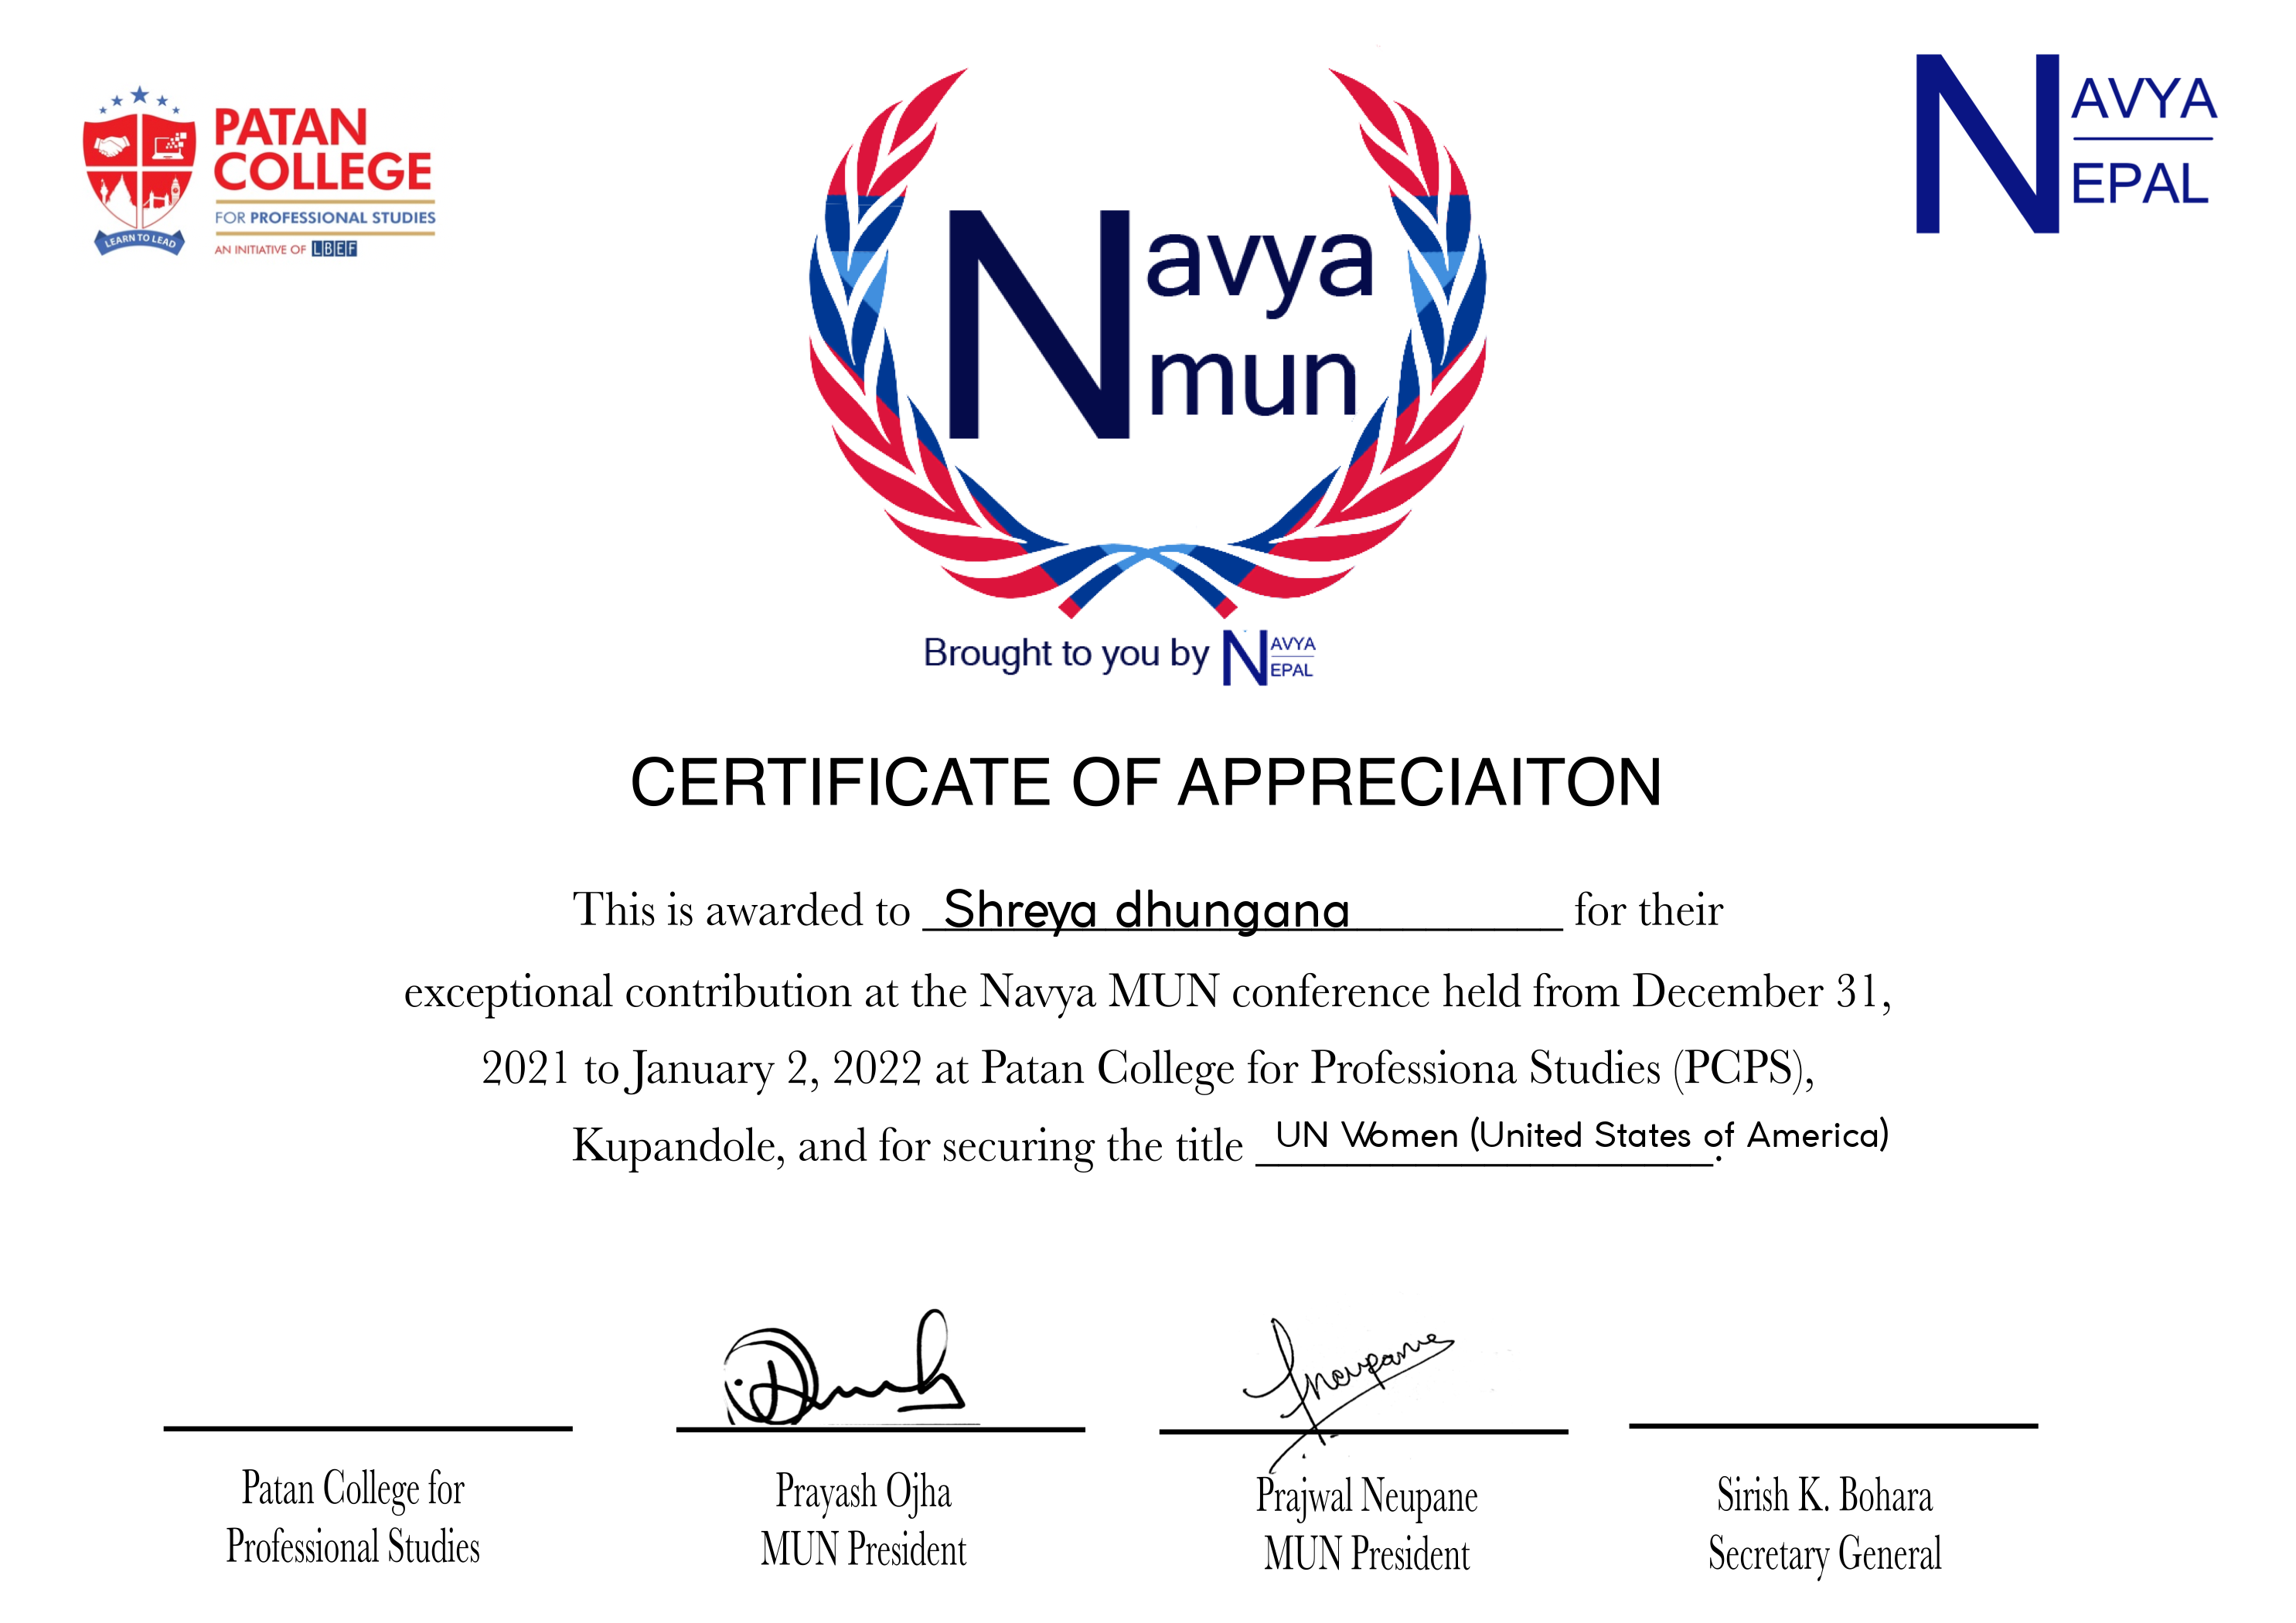 PATAN
COLLEGE
FOR PROFESSIONAL STUDIES
AN INITIATIVE OF LBEF
LEARN TO LEAD
Navya
mun
NAVYA
NEPAL
Brought to you by NAVYA
NEPAL
CERTIFICATE OF APPRECIAITON
This is awarded to Shreya dhungana for their
exceptional contribution at the Navya MUN conference held from December 31,
2021 to January 2, 2022 at Patan College for Professiona Studies (PCPS),
Kupandole, and for securing the title UN Women (United States of America).
Patan College for
Professional Studies
Prayash Ojha
MUN President
Prajwal Neupane
MUN President
Sirish K. Bohara
Secretary General